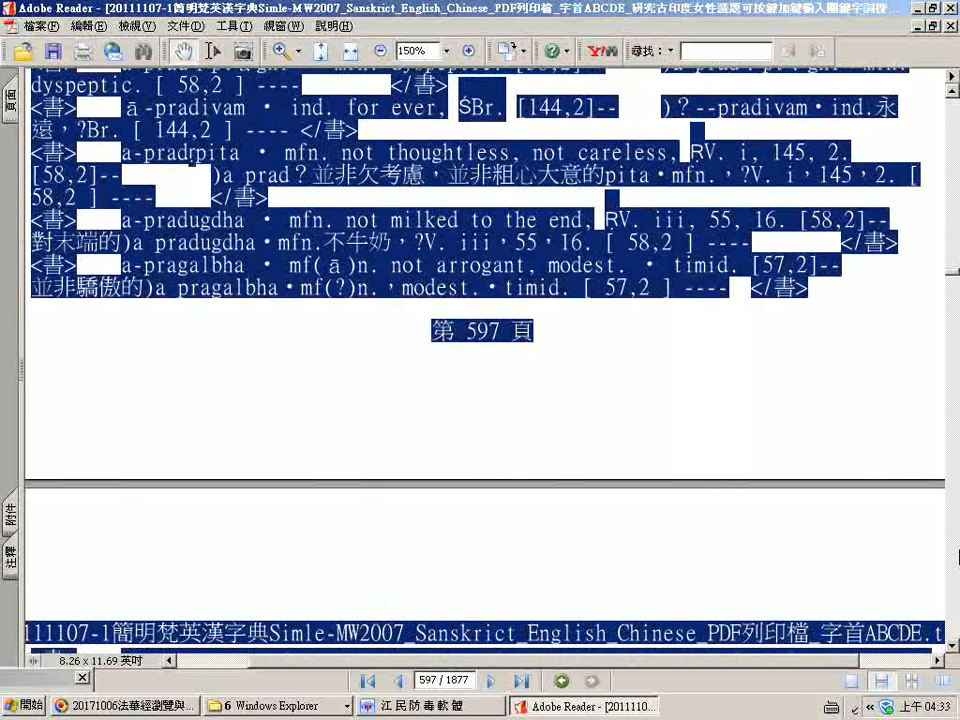 Adobe Reader - [20111107-1簡明梵英漢字典Simle-MW2007_Sanskrict_English_Chinese_PDF列印檔_字首ABCDE_研究古印度女性議題可按鍵加鍵輸入關鍵字詞搜
檔案(F) 編輯(E) 檢視(V) 文件(D) 工具(T) 視窗(W) 說明(H)
150% 尋找:
頁面
dyspeptic. [ 58,2 ] ---- </書>
<書> ā-pradivam · ind. for ever, ŚBr. [144,2]-- )?--pradivam·ind.永
遠,?Br. [ 144,2 ] ---- </書>
<書> a-pradṛpita · mfn. not thoughtless, not careless, ṚV. i, 145, 2.
[58,2]-- )a prad?並非欠考慮,並非粗心大意的pita·mfn.,?V. i,145,2. [
58,2 ] ---- </書>
<書> a-pradugdha · mfn. not milked to the end, ṚV. iii, 55, 16. [58,2]--
對末端的)a pradugdha·mfn.不牛奶,?V. iii,55,16. [ 58,2 ] ---- </書>
<書> a-pragalbha · mf(ā)n. not arrogant, modest. · timid. [57,2]--
並非驕傲的)a pragalbha·mf(?)n.,modest.·timid. [ 57,2 ] ---- </書>
第 597 頁
附件
注釋
111107-1簡明梵英漢字典Simle-MW2007_Sanskrict_English_Chinese_PDF列印檔_字首ABCDE.t
8.26 x 11.69 英吋
597 / 1877
開始 20171006法華經瀏覽與... 6 Windows Explorer 江民防毒軟體 Adobe Reader - [2011110... 上午 04:33